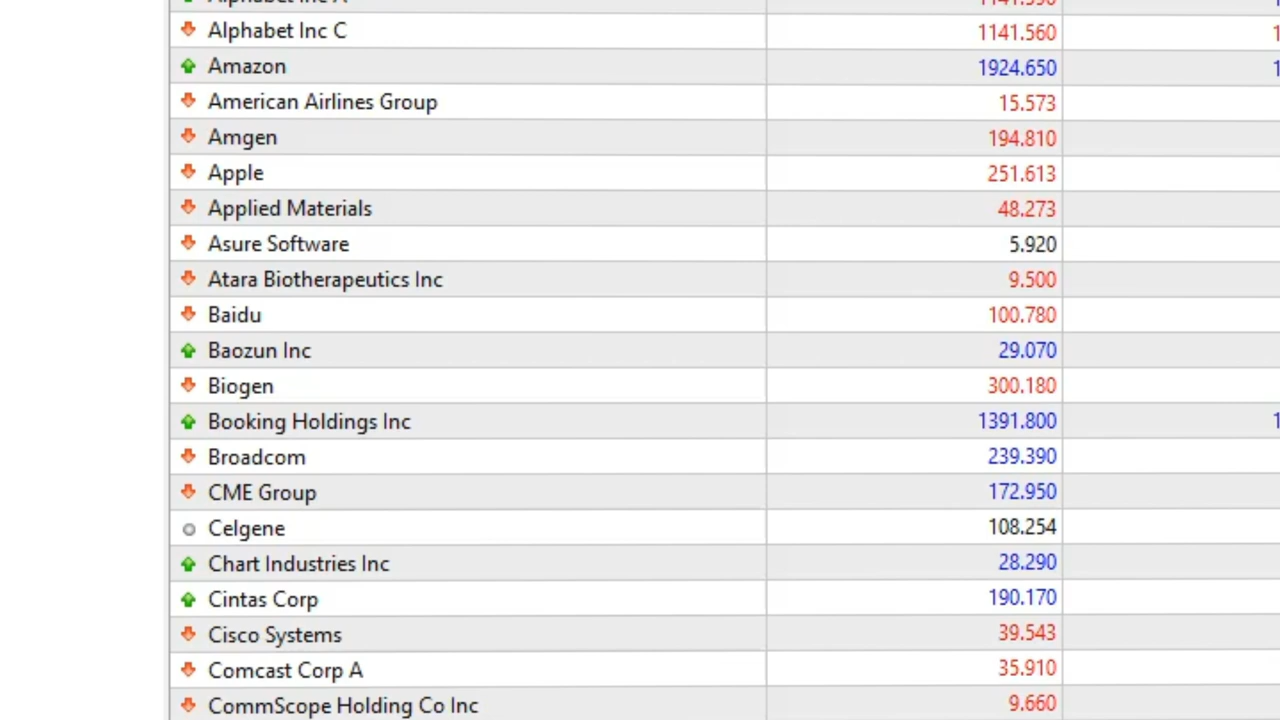 Alphabet Inc C 1141.560 1
Amazon 1924.650 1
American Airlines Group 15.573
Amgen 194.810
Apple 251.613
Applied Materials 48.273
Asure Software 5.920
Atara Biotherapeutics Inc 9.500
Baidu 100.780
Baozun Inc 29.070
Biogen 300.180
Booking Holdings Inc 1391.800 1
Broadcom 239.390
CME Group 172.950
Celgene 108.254
Chart Industries Inc 28.290
Cintas Corp 190.170
Cisco Systems 39.543
Comcast Corp A 35.910
CommScope Holding Co Inc 9.660